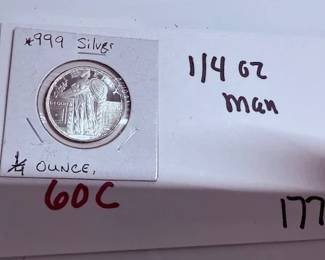 *999 Silver
1/4 OUNCE,
60C
1/4 oz
man
177